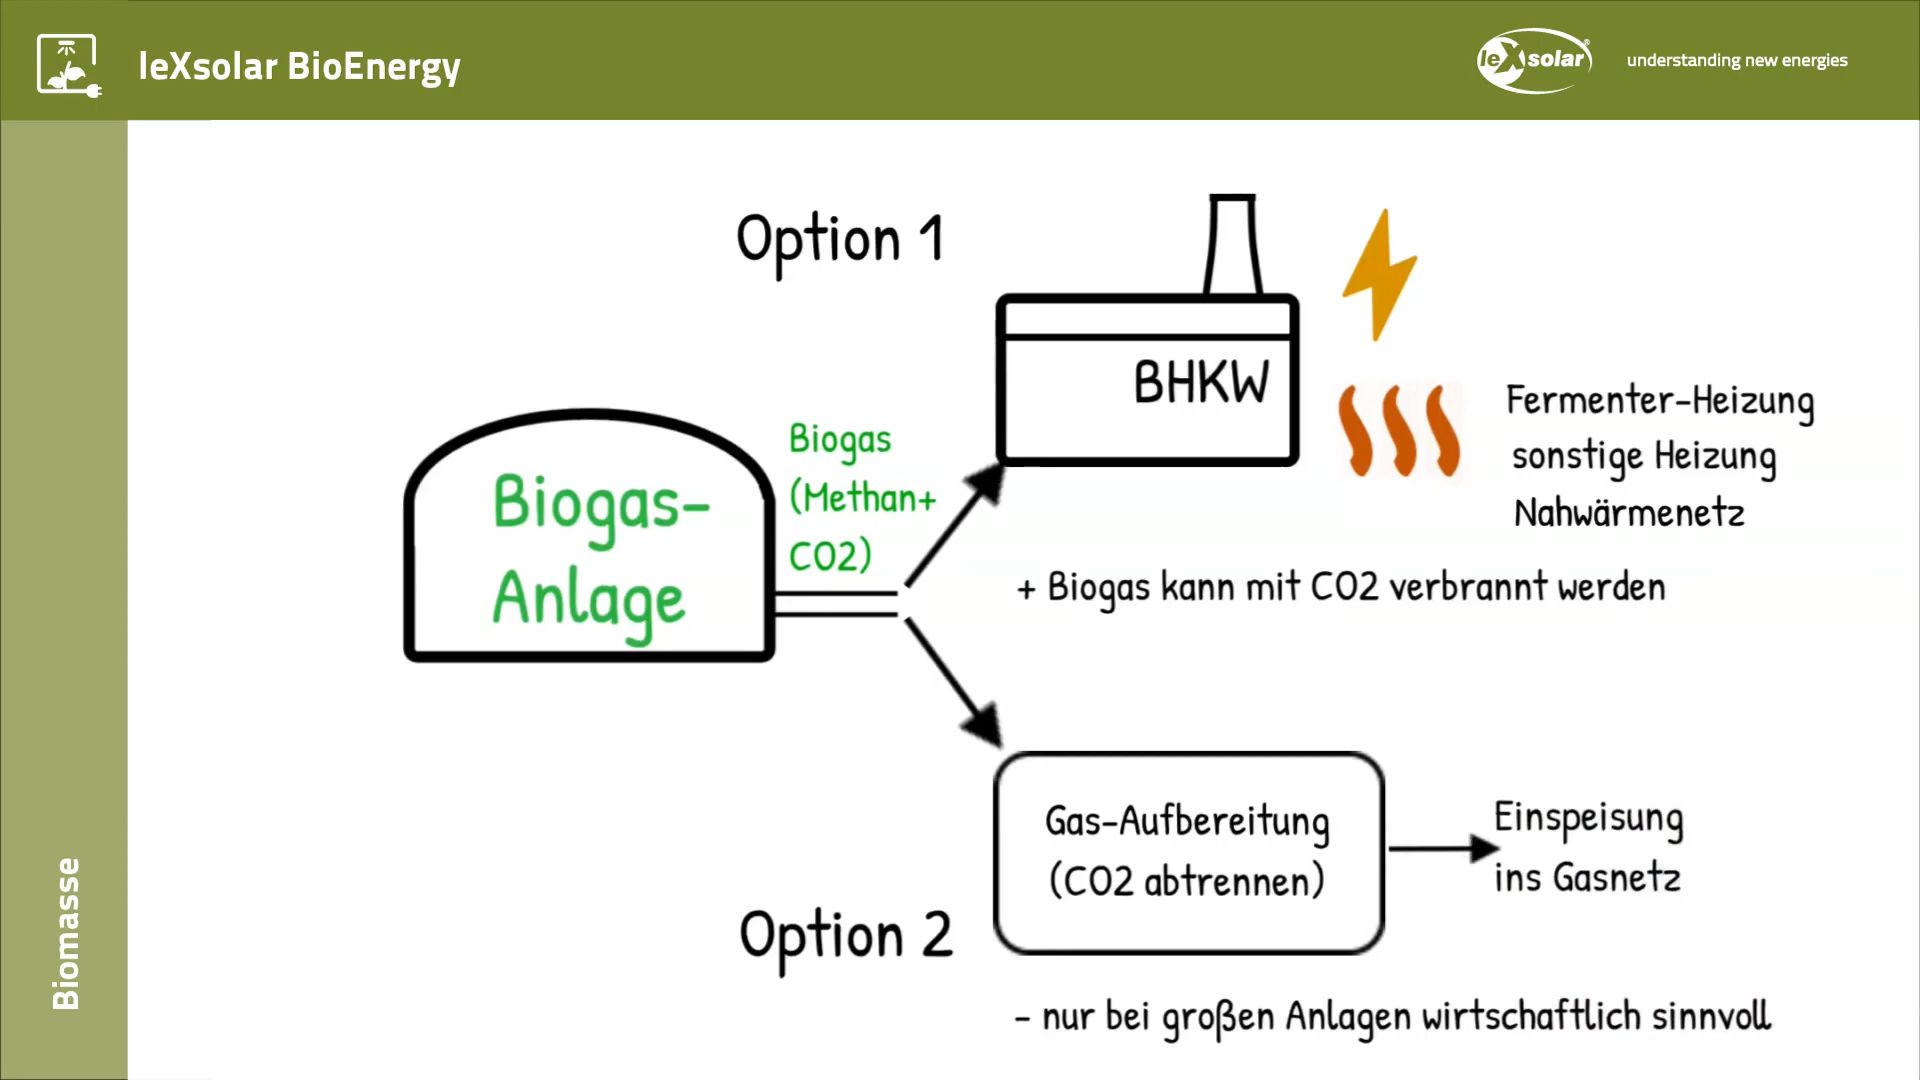 leXsolar BioEnergy
leXsolar®
understanding new energies
Option 1
BHKW
Fermenter-Heizung
sonstige Heizung
Nahwärmenetz
Biogas
(Methan+
CO2)
Biogas-
Anlage
+ Biogas kann mit CO2 verbrannt werden
Gas-Aufbereitung
(CO2 abtrennen)
Einspeisung
ins Gasnetz
Option 2
- nur bei großen Anlagen wirtschaftlich sinnvoll
Biomasse